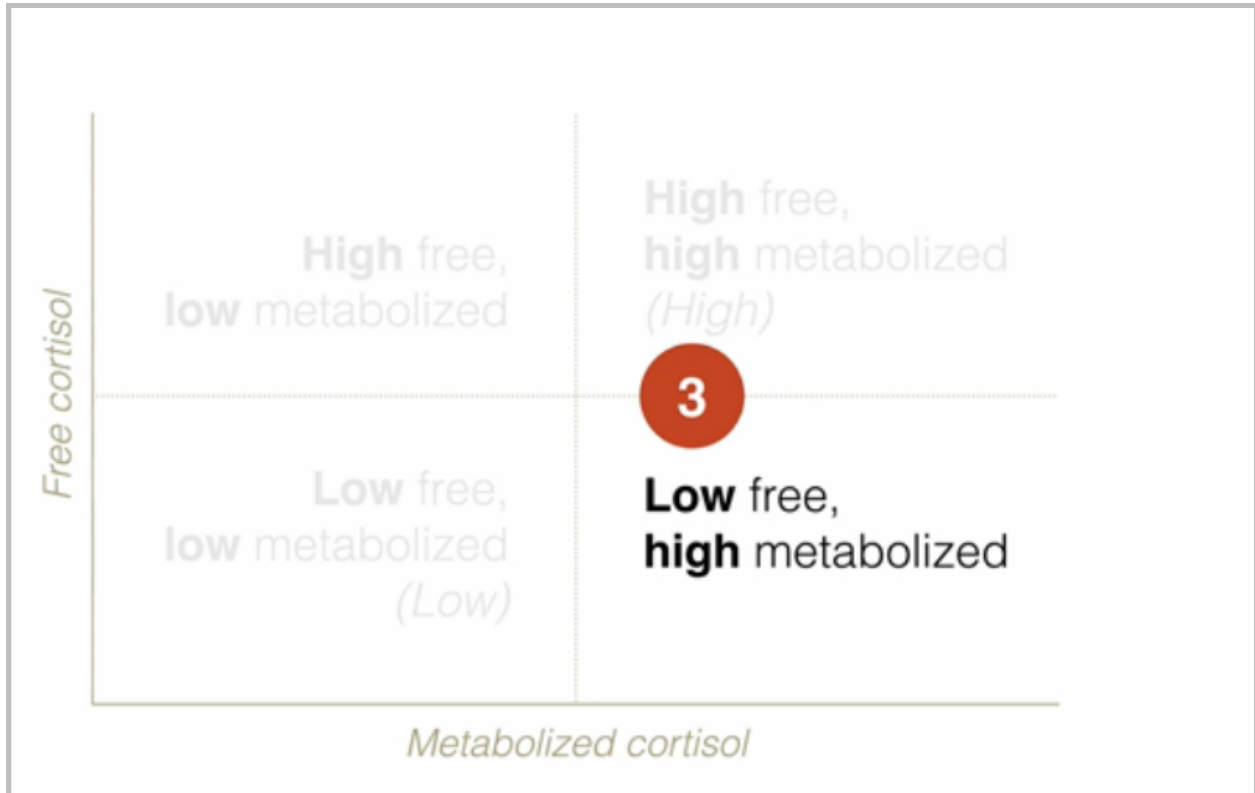 High free,
low metabolized
High free,
high metabolized
(High)
Free cortisol
3
Low free,
low metabolized
(Low)
Low free,
high metabolized
Metabolized cortisol